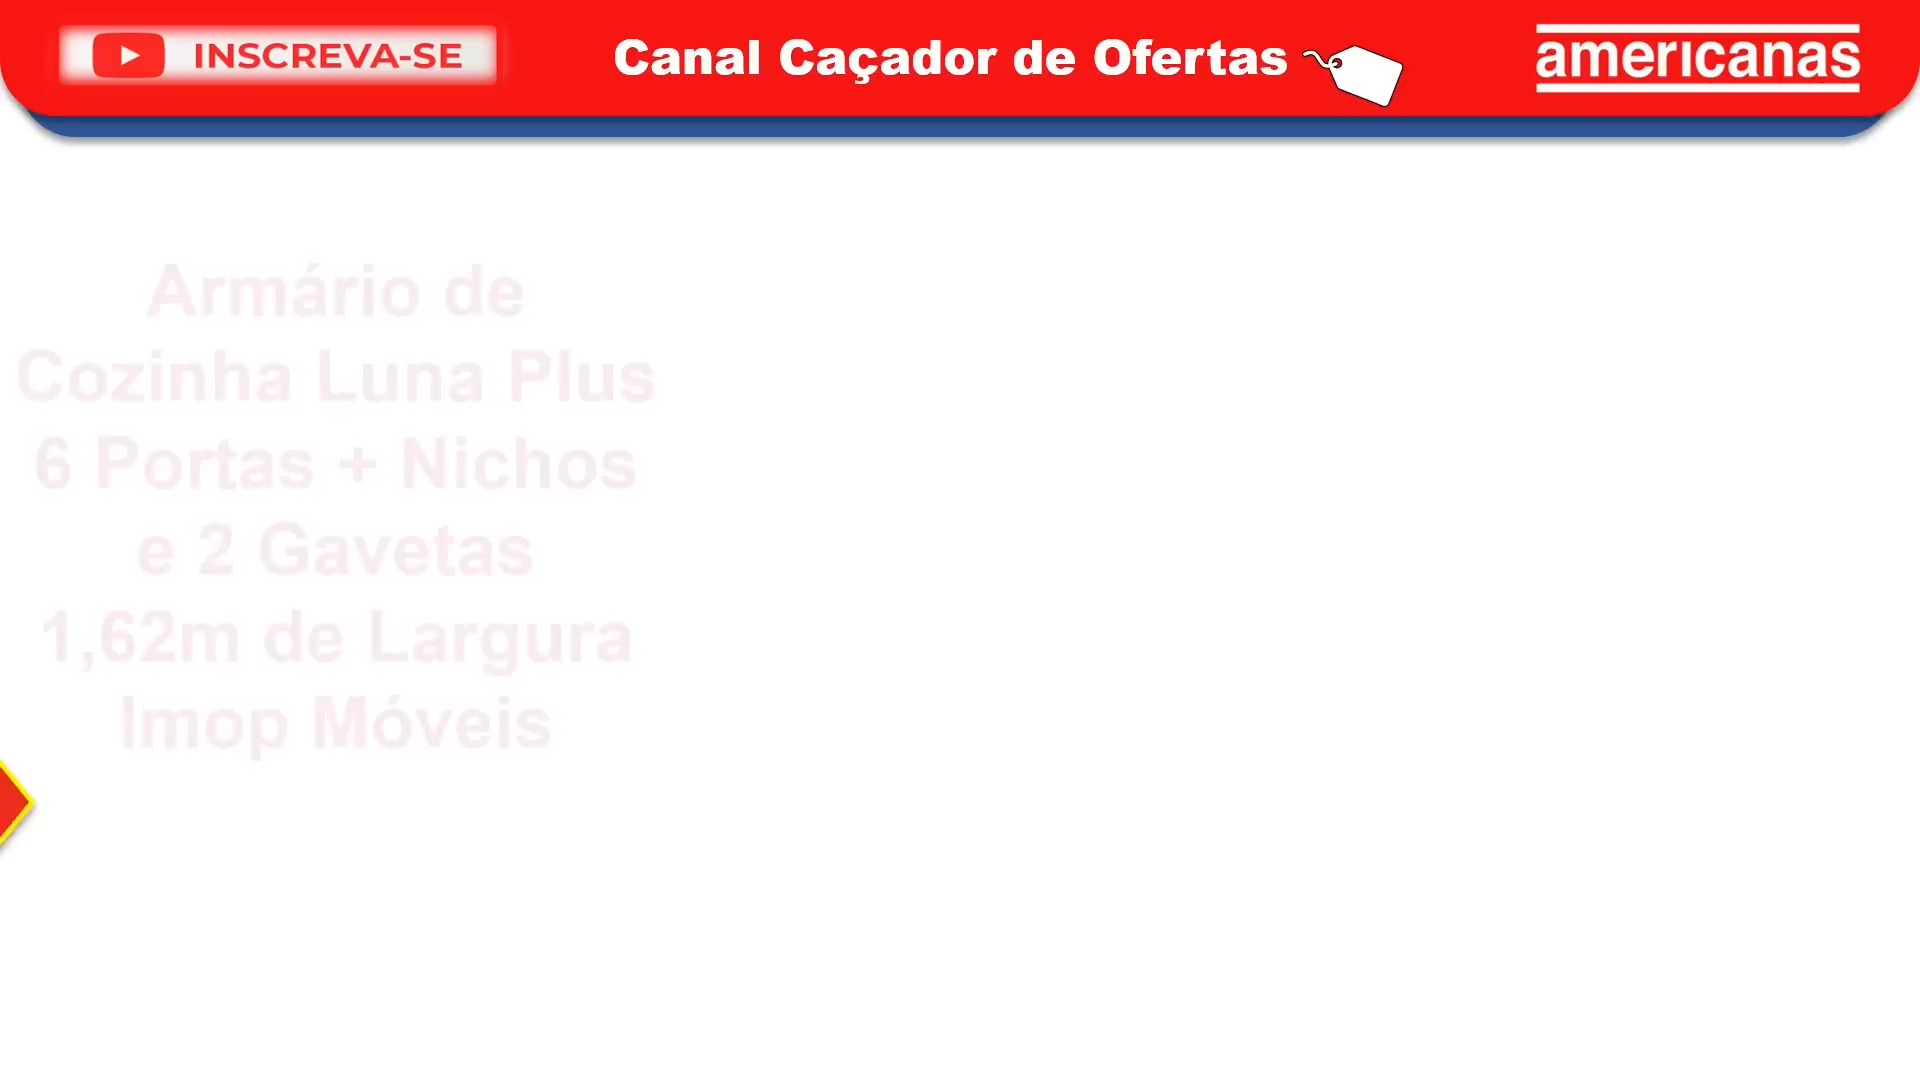 INSCREVA-SE
Canal Caçador de Ofertas
americanas
Armário de
Cozinha Luna Plus
6 Portas + Nichos
e 2 Gavetas
1,62m de Largura
Imop Móveis